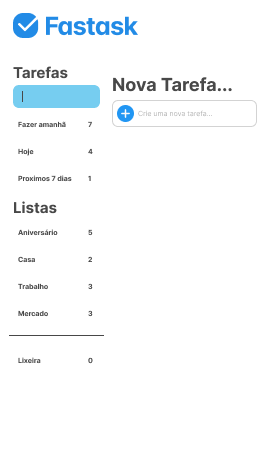 Fastask
Tarefas
Fazer amanhã 7
Hoje 4
Proximos 7 dias 1
Listas
Aniversário 5
Casa 2
Trabalho 3
Mercado 3
Lixeira 0
Nova Tarefa...
Crie uma nova tarefa...